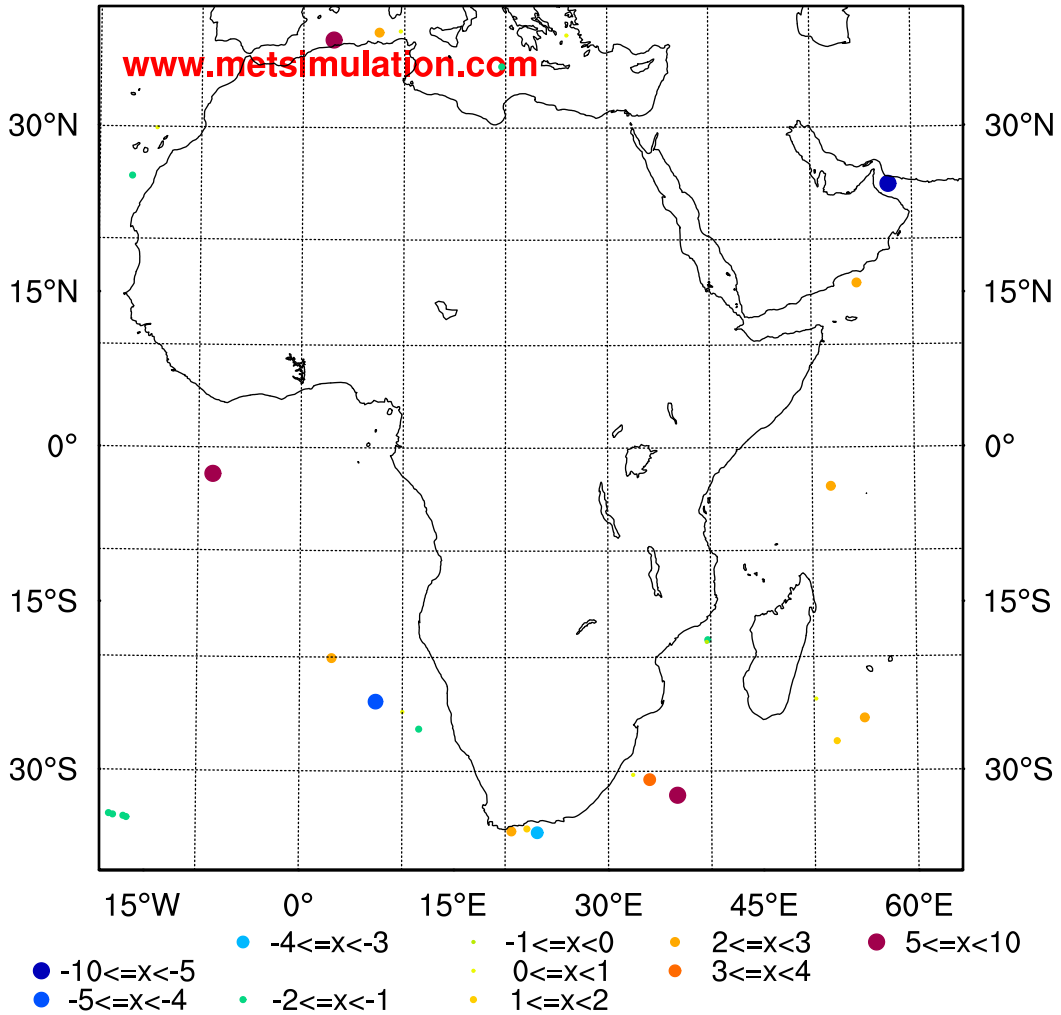 www.metsimulation.com
30°N 30°N
15°N 15°N
0° 0°
15°S 15°S
30°S 30°S
15°W 0° 15°E 30°E 45°E 60°E
-4<=x<-3 -1<=x<0 2<=x<3 5<=x<10
-10<=x<-5 0<=x<1 3<=x<4
-5<=x<-4 -2<=x<-1 1<=x<2